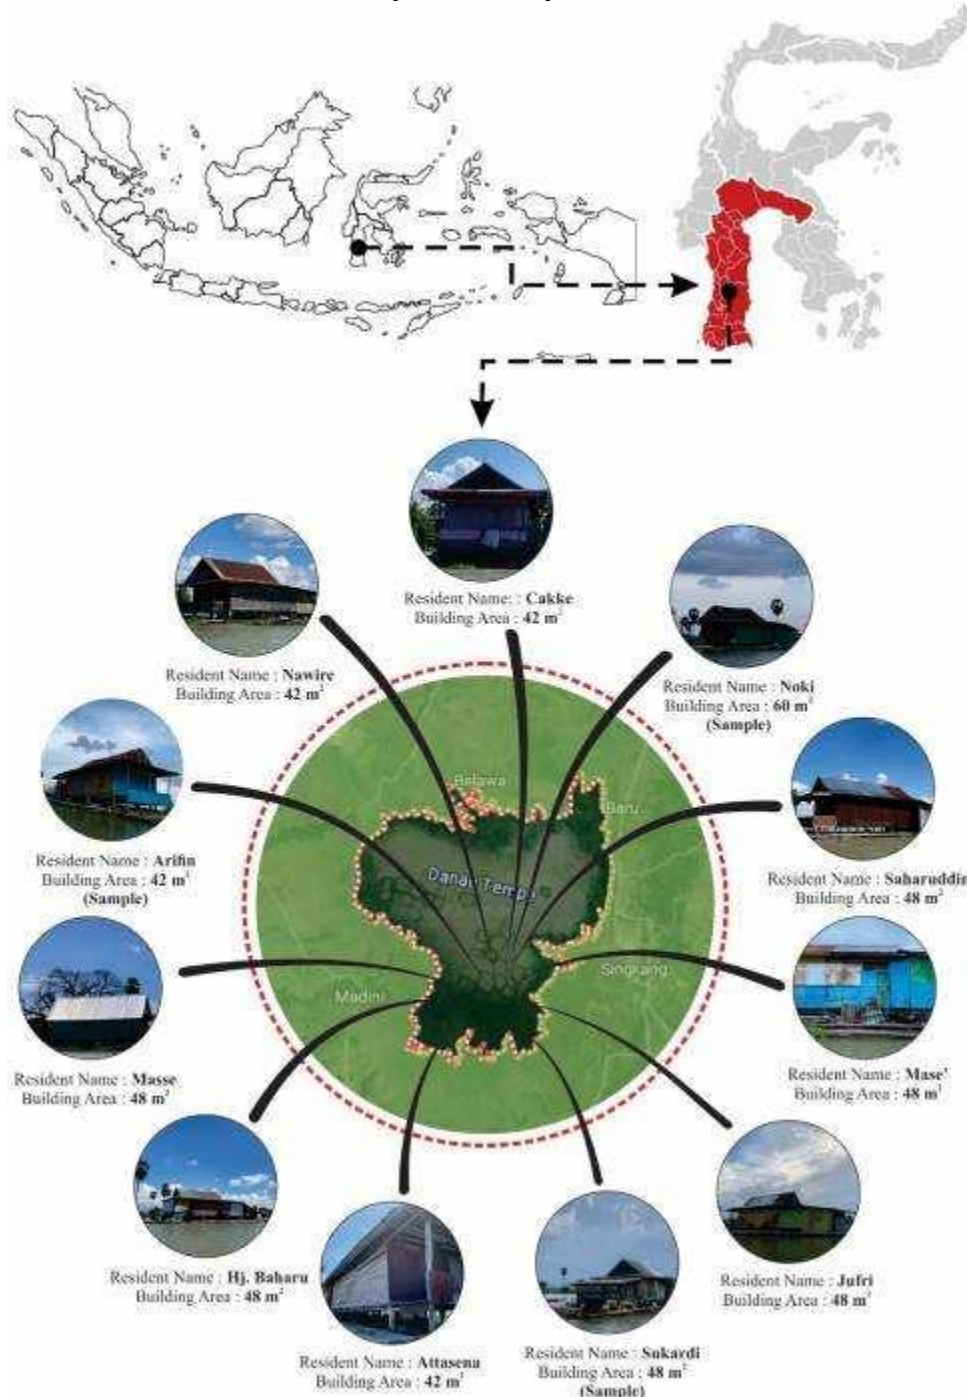 Resident Name: : Cakke
Building Area : 42 m²
Resident Name : Nawire
Building Area : 42 m²
Resident Name : Noki
Building Area : 60 m²
(Sample)
Resident Name : Arifin
Building Area : 42 m²
(Sample)
Resident Name : Saharuddin
Building Area : 48 m²
Belawa
Baru
Danau Tempe
Singkang
Madini
Resident Name : Masse
Building Area : 48 m²
Resident Name : Mase'
Building Area : 48 m²
Resident Name : Hj. Baharu
Building Area : 48 m²
Resident Name : Jufri
Building Area : 48 m²
Resident Name : Attasena
Building Area : 42 m²
Resident Name : Sukardi
Building Area : 48 m²
(Sample)